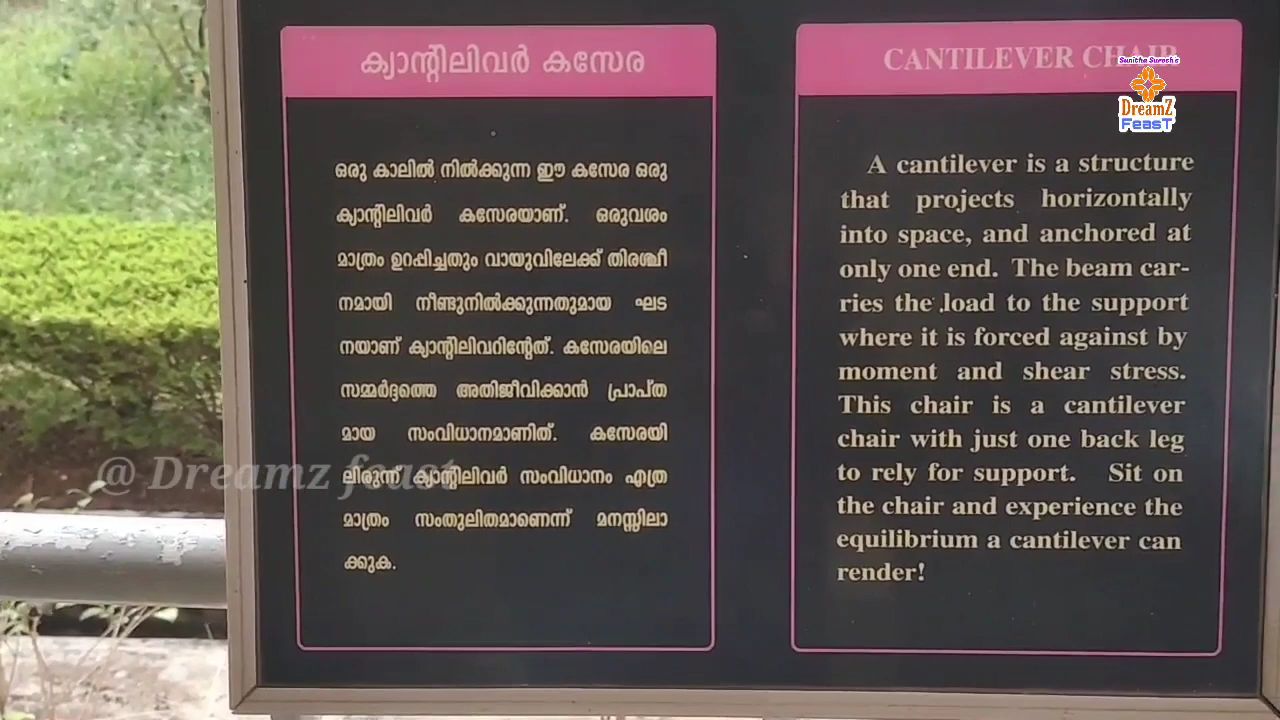 ക്യാന്റിലിവർ കസേര
ഒരു കാലിൽ നിൽക്കുന്ന ഈ കസേര ഒരു
ക്യാന്റിലിവർ കസേരയാണ്. ഒരുവശം
മാത്രം ഉറപ്പിച്ചതും വായുവിലേക്ക് തിരശ്ചീ
നമായി നീണ്ടുനിൽക്കുന്നതുമായ ഘട
നയാണ് ക്യാന്റിലിവറിന്റേത്. കസേരയിലെ
സമ്മർദ്ദത്തെ അതിജീവിക്കാൻ പ്രാപ്ത
മായ സംവിധാനമാണിത്. കസേരയി
ലിരുന്ന് ക്യാന്റിലിവർ സംവിധാനം എത്ര
മാത്രം സംതുലിതമാണെന്ന് മനസ്സിലാ
ക്കുക.
CANTILEVER CHAIR
A cantilever is a structure
that projects horizontally
into space, and anchored at
only one end. The beam car-
ries the load to the support
where it is forced against by
moment and shear stress.
This chair is a cantilever
chair with just one back leg
to rely for support. Sit on
the chair and experience the
equilibrium a cantilever can
render!
Sunitha Suresh's
DreamZ
FeasT
@ Dreamz feast